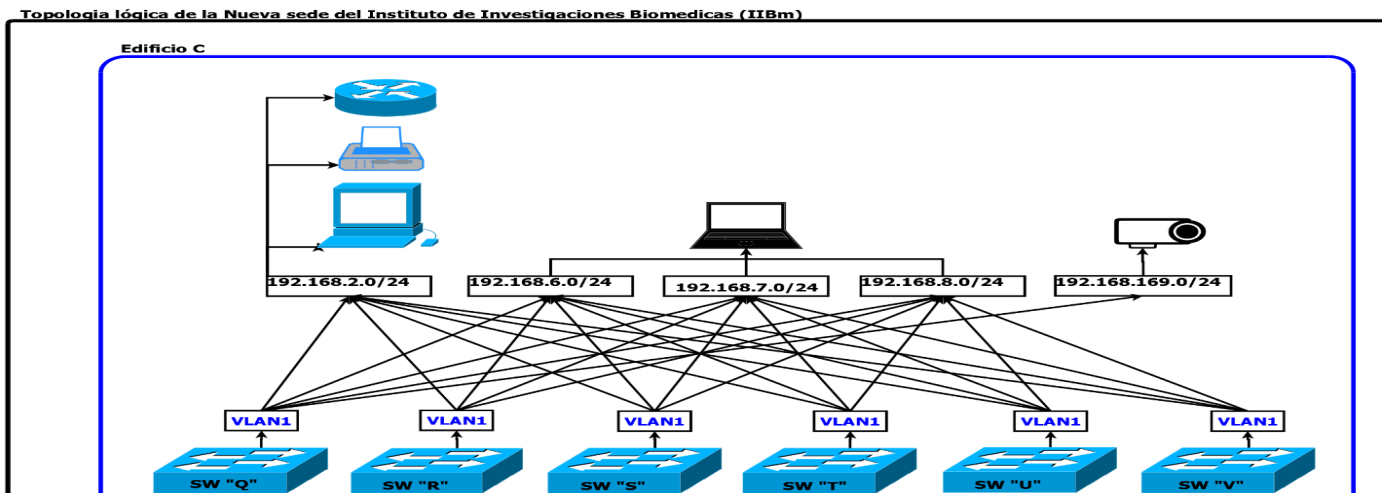 Topologia lógica de la Nueva sede del Instituto de Investigaciones Biomedicas (IIBm)
Edificio C
192.168.2.0/24 192.168.6.0/24 192.168.7.0/24 192.168.8.0/24 192.168.169.0/24
VLAN1 VLAN1 VLAN1 VLAN1 VLAN1 VLAN1
SW "Q" SW "R" SW "S" SW "T" SW "U" SW "V"